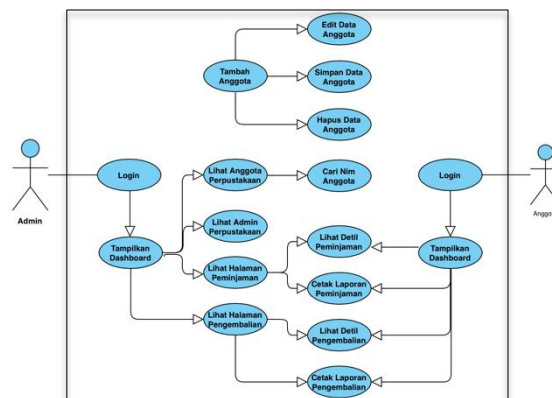 Edit Data
Anggota
Tambah
Anggota
Simpan Data
Anggota
Hapus Data
Anggota
Admin
Login
Lihat Anggota
Perpustakaan
Cari Nim
Anggota
Login
Anggo
Lihat Admin
Perpustakaan
Tampilkan
Dashboard
Lihat Halaman
Peminjaman
Lihat Detil
Peminjaman
Cetak Laporan
Peminjaman
Tampilkan
Dashboard
Lihat Halaman
Pengembalian
Lihat Detil
Pengembalian
Cetak Laporan
Pengembalian